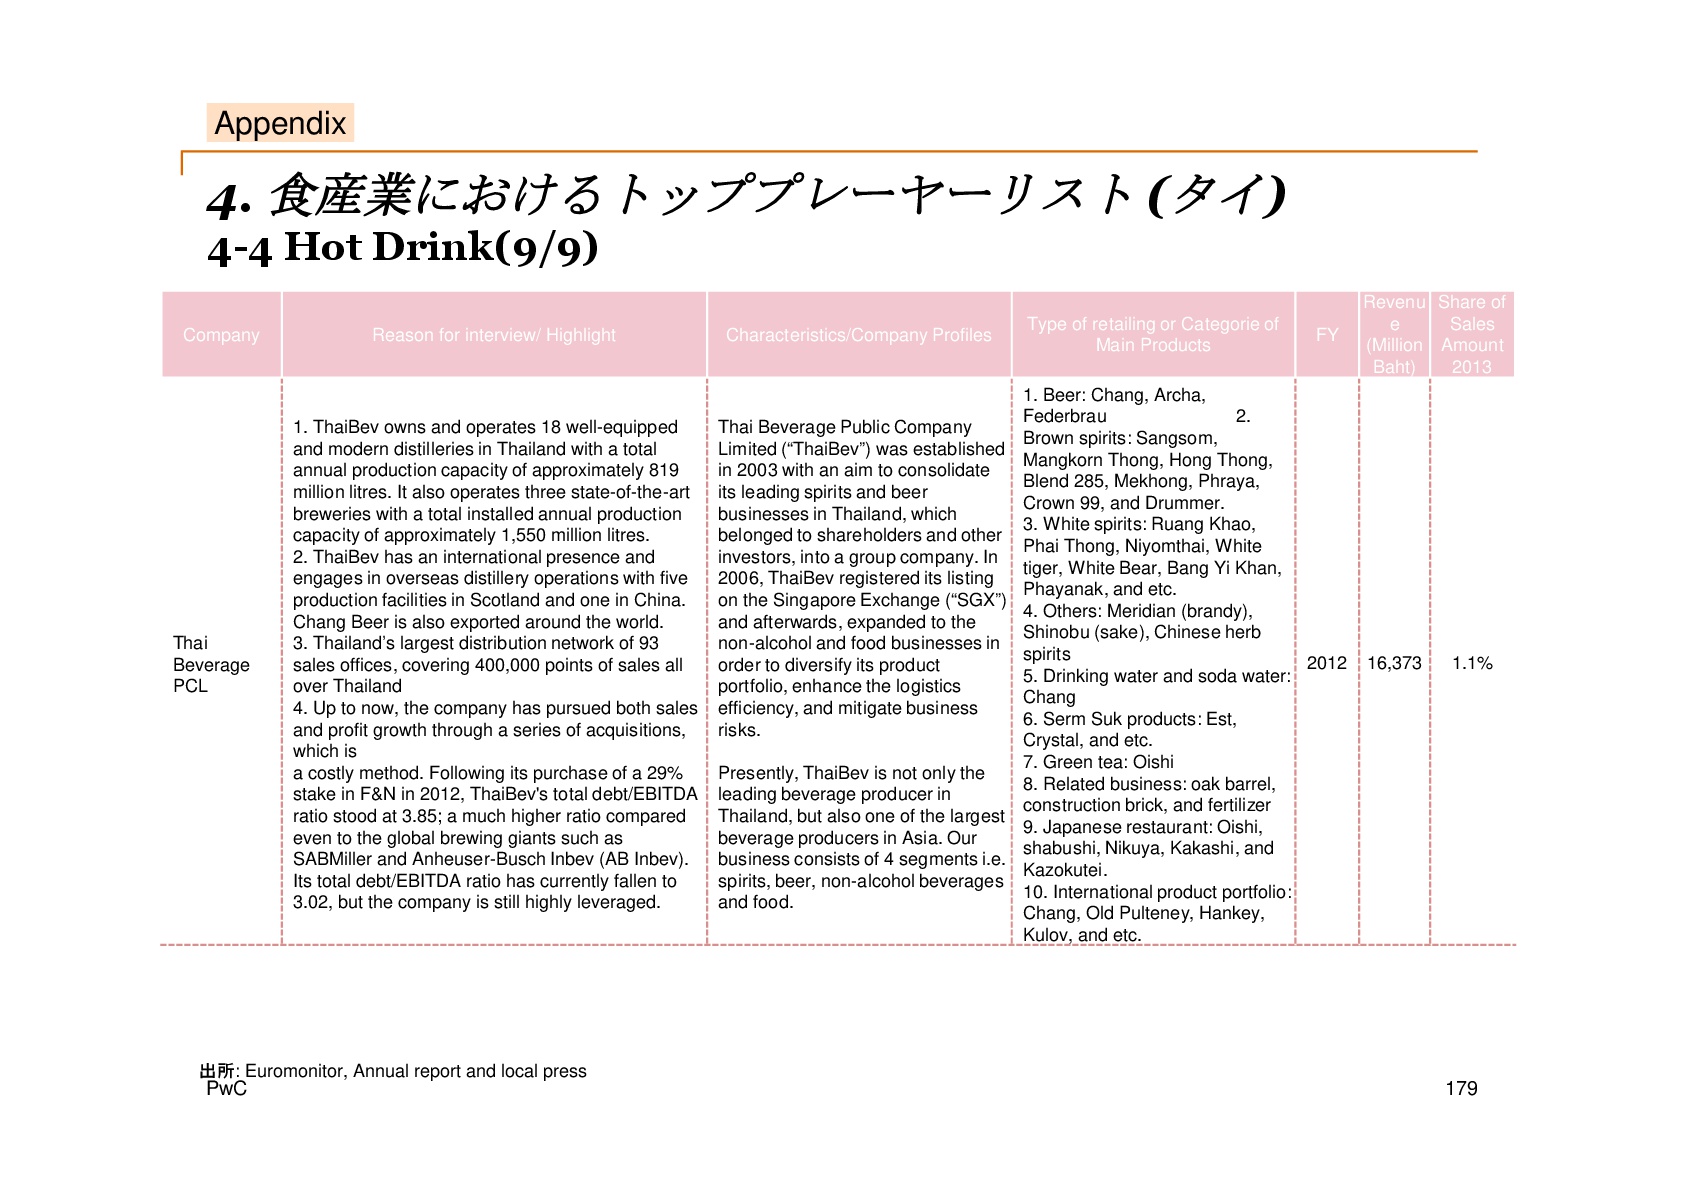 Appendix
4. 食産業におけるトッププレーヤーリスト(タイ)
4-4 Hot Drink(9/9)
Company
Reason for interview/ Highlight
Characteristics/Company Profiles
Type of retailing or Categorie of
Main Products
FY
Revenu
e
(Million
Baht)
Share of
Sales
Amount
2013
Thai
Beverage
PCL
1. ThaiBev owns and operates 18 well-equipped
and modern distilleries in Thailand with a total
annual production capacity of approximately 819
million litres. It also operates three state-of-the-art
breweries with a total installed annual production
capacity of approximately 1,550 million litres.
2. ThaiBev has an international presence and
engages in overseas distillery operations with five
production facilities in Scotland and one in China.
Chang Beer is also exported around the world.
3. Thailand's largest distribution network of 93
sales offices, covering 400,000 points of sales all
over Thailand
4. Up to now, the company has pursued both sales
and profit growth through a series of acquisitions,
which is
a costly method. Following its purchase of a 29%
stake in F&N in 2012, ThaiBev's total debt/EBITDA
ratio stood at 3.85; a much higher ratio compared
even to the global brewing giants such as
SABMiller and Anheuser-Busch Inbev (AB Inbev).
Its total debt/EBITDA ratio has currently fallen to
3.02, but the company is still highly leveraged.
Thai Beverage Public Company
Limited (“ThaiBev”) was established
in 2003 with an aim to consolidate
its leading spirits and beer
businesses in Thailand, which
belonged to shareholders and other
investors, into a group company. In
2006, ThaiBev registered its listing
on the Singapore Exchange (“SGX”)
and afterwards, expanded to the
non-alcohol and food businesses in
order to diversify its product
portfolio, enhance the logistics
efficiency, and mitigate business
risks.
Presently, ThaiBev is not only the
leading beverage producer in
Thailand, but also one of the largest
beverage producers in Asia. Our
business consists of 4 segments i.e.
spirits, beer, non-alcohol beverages
and food.
1. Beer: Chang, Archa,
Federbrau 2.
Brown spirits: Sangsom,
Mangkorn Thong, Hong Thong,
Blend 285, Mekhong, Phraya,
Crown 99, and Drummer.
3. White spirits: Ruang Khao,
Phai Thong, Niyomthai, White
tiger, White Bear, Bang Yi Khan,
Phayanak, and etc.
4. Others: Meridian (brandy),
Shinobu (sake), Chinese herb
spirits
5. Drinking water and soda water:
Chang
6. Serm Suk products: Est,
Crystal, and etc.
7. Green tea: Oishi
8. Related business: oak barrel,
construction brick, and fertilizer
9. Japanese restaurant: Oishi,
shabushi, Nikuya, Kakashi, and
Kazokutei.
10. International product portfolio:
Chang, Old Pulteney, Hankey,
Kulov, and etc.
2012
16,373
1.1%
出所: Euromonitor, Annual report and local press
PwC
179